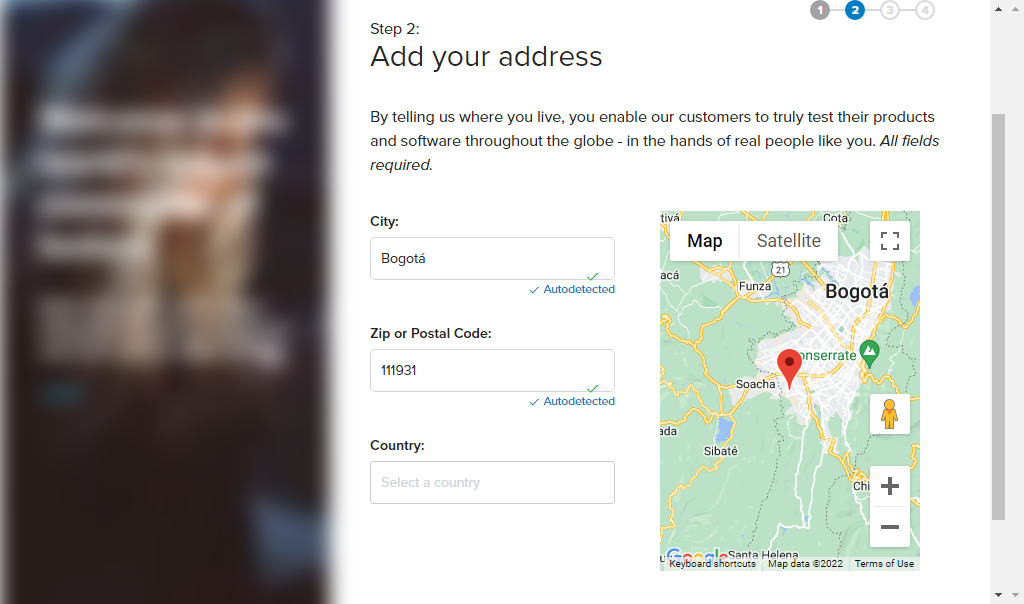 1 2 3 4
Step 2:
Add your address
By telling us where you live, you enable our customers to truly test their products
and software throughout the globe - in the hands of real people like you. All fields
required.
City:
Bogotá
Autodetected
Zip or Postal Code:
111931
Autodetected
Country:
Select a country
tivá
Cota
Map
Satellite
acá
21
Funza
Bogotá
onserrate
Soacha
ada
Sibaté
Chi
Google
Santa Helena
Keyboard shortcuts
Map data ©2022
Terms of Use